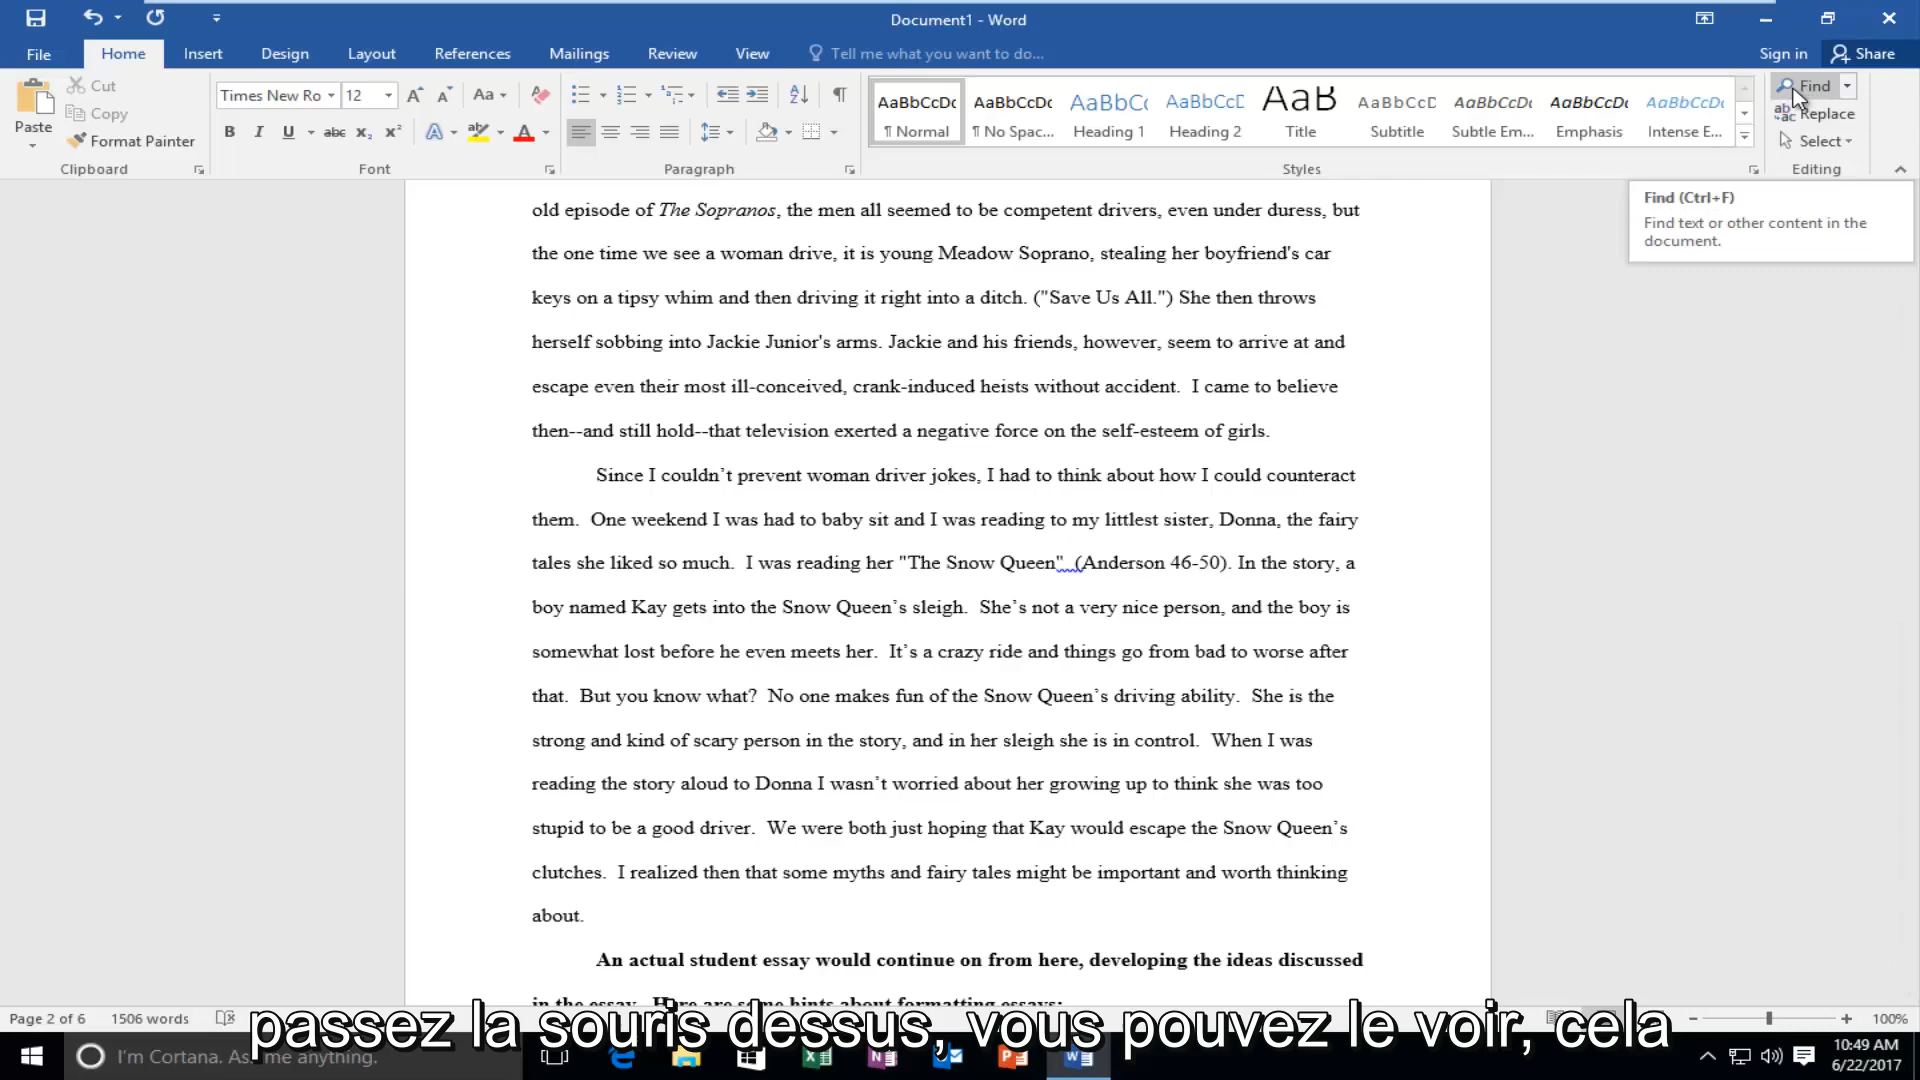 Document1 - Word
File Home Insert Design Layout References Mailings Review View Tell me what you want to do... Sign in Share
Paste Cut Copy Format Painter Clipboard
Times New Ro 12 Aa
B I U abc x₂ x² A A Font
Paragraph
AaBbCcDc AaBbCcDc AaBbCc AaBbCcD AaB AaBbCcD AaBbCcDc AaBbCcDc AaBbCcDc
¶ Normal ¶ No Spac... Heading 1 Heading 2 Title Subtitle Subtle Em... Emphasis Intense E...
Styles
Find
Replace
Select
Editing
Find (Ctrl+F)
Find text or other content in the
document.
old episode of The Sopranos, the men all seemed to be competent drivers, even under duress, but
the one time we see a woman drive, it is young Meadow Soprano, stealing her boyfriend's car
keys on a tipsy whim and then driving it right into a ditch. ("Save Us All.") She then throws
herself sobbing into Jackie Junior's arms. Jackie and his friends, however, seem to arrive at and
escape even their most ill-conceived, crank-induced heists without accident.  I came to believe
then--and still hold--that television exerted a negative force on the self-esteem of girls.
Since I couldn’t prevent woman driver jokes, I had to think about how I could counteract
them.  One weekend I was had to baby sit and I was reading to my littlest sister, Donna, the fairy
tales she liked so much.  I was reading her "The Snow Queen"  (Anderson 46-50). In the story, a
boy named Kay gets into the Snow Queen’s sleigh.  She’s not a very nice person, and the boy is
somewhat lost before he even meets her.  It’s a crazy ride and things go from bad to worse after
that.  But you know what?  No one makes fun of the Snow Queen’s driving ability.  She is the
strong and kind of scary person in the story, and in her sleigh she is in control.  When I was
reading the story aloud to Donna I wasn’t worried about her growing up to think she was too
stupid to be a good driver.  We were both just hoping that Kay would escape the Snow Queen’s
clutches.  I realized then that some myths and fairy tales might be important and worth thinking
about.
An actual student essay would continue on from here, developing the ideas discussed
in the essay.  Here are some hints about formatting essays:
passez la souris dessus, vous pouvez le voir, cela
Page 2 of 6 1506 words 100%
I'm Cortana. Ask me anything.
10:49 AM
6/22/2017